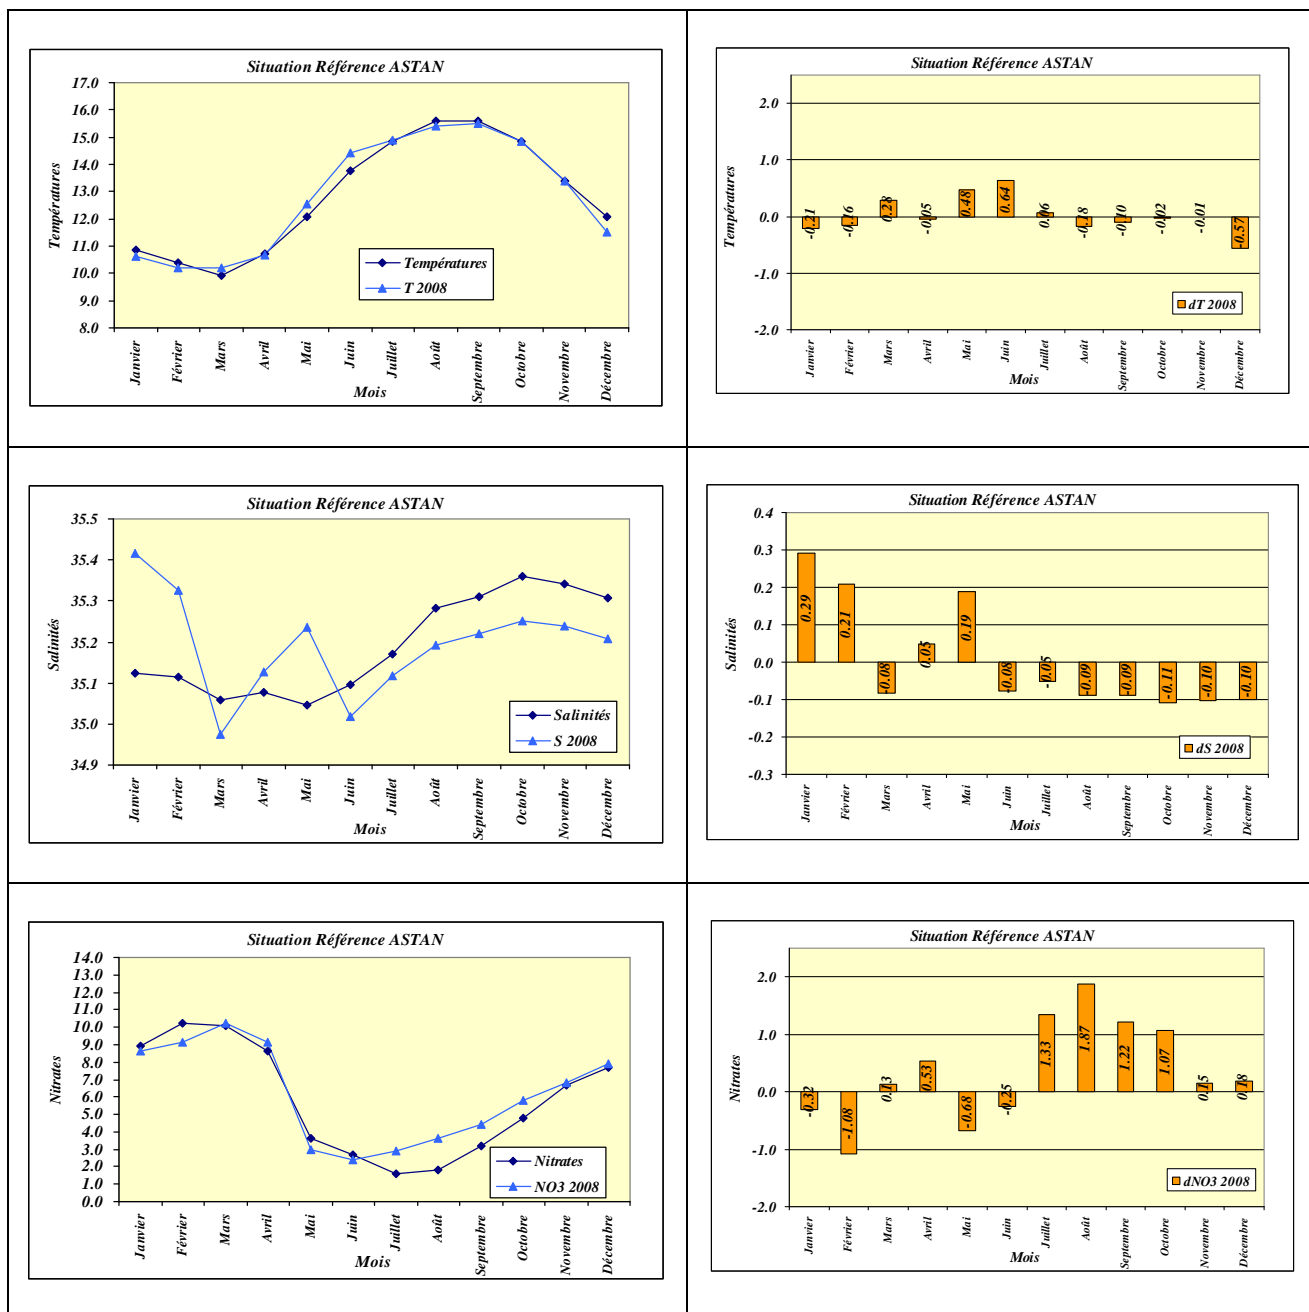 Situation Référence ASTAN
17.0
16.0
15.0
14.0
13.0
12.0
11.0
10.0
9.0
8.0
Températures
Températures
T 2008
Janvier Février Mars Avril Mai Juin Juillet Août Septembre Octobre Novembre Décembre
Mois
Situation Référence ASTAN
2.0
1.0
0.0
-1.0
-2.0
Températures
-0.21 -0.16 0.28 -0.05 0.48 0.64 0.06 -0.18 -0.10 -0.02 -0.01 -0.57
dT 2008
Janvier Février Mars Avril Mai Juin Juillet Août Septembre Octobre Novembre Décembre
Mois
Situation Référence ASTAN
35.5
35.4
35.3
35.2
35.1
35.0
34.9
Salinités
Salinités
S 2008
Janvier Février Mars Avril Mai Juin Juillet Août Septembre Octobre Novembre Décembre
Mois
Situation Référence ASTAN
0.4
0.3
0.2
0.1
0.0
-0.1
-0.2
-0.3
Salinités
0.29 0.21 -0.08 0.05 0.19 -0.08 -0.05 -0.09 -0.09 -0.11 -0.10 -0.10
dS 2008
Janvier Février Mars Avril Mai Juin Juillet Août Septembre Octobre Novembre Décembre
Mois
Situation Référence ASTAN
14.0
13.0
12.0
11.0
10.0
9.0
8.0
7.0
6.0
5.0
4.0
3.0
2.0
1.0
0.0
Nitrates
Nitrates
NO3 2008
Janvier Février Mars Avril Mai Juin Juillet Août Septembre Octobre Novembre Décembre
Mois
Situation Référence ASTAN
2.0
1.0
0.0
-1.0
-2.0
Nitrates
-0.32 -1.08 0.13 0.53 -0.68 -0.25 1.33 1.87 1.22 1.07 0.15 0.18
dNO3 2008
Janvier Février Mars Avril Mai Juin Juillet Août Septembre Octobre Novembre Décembre
Mois